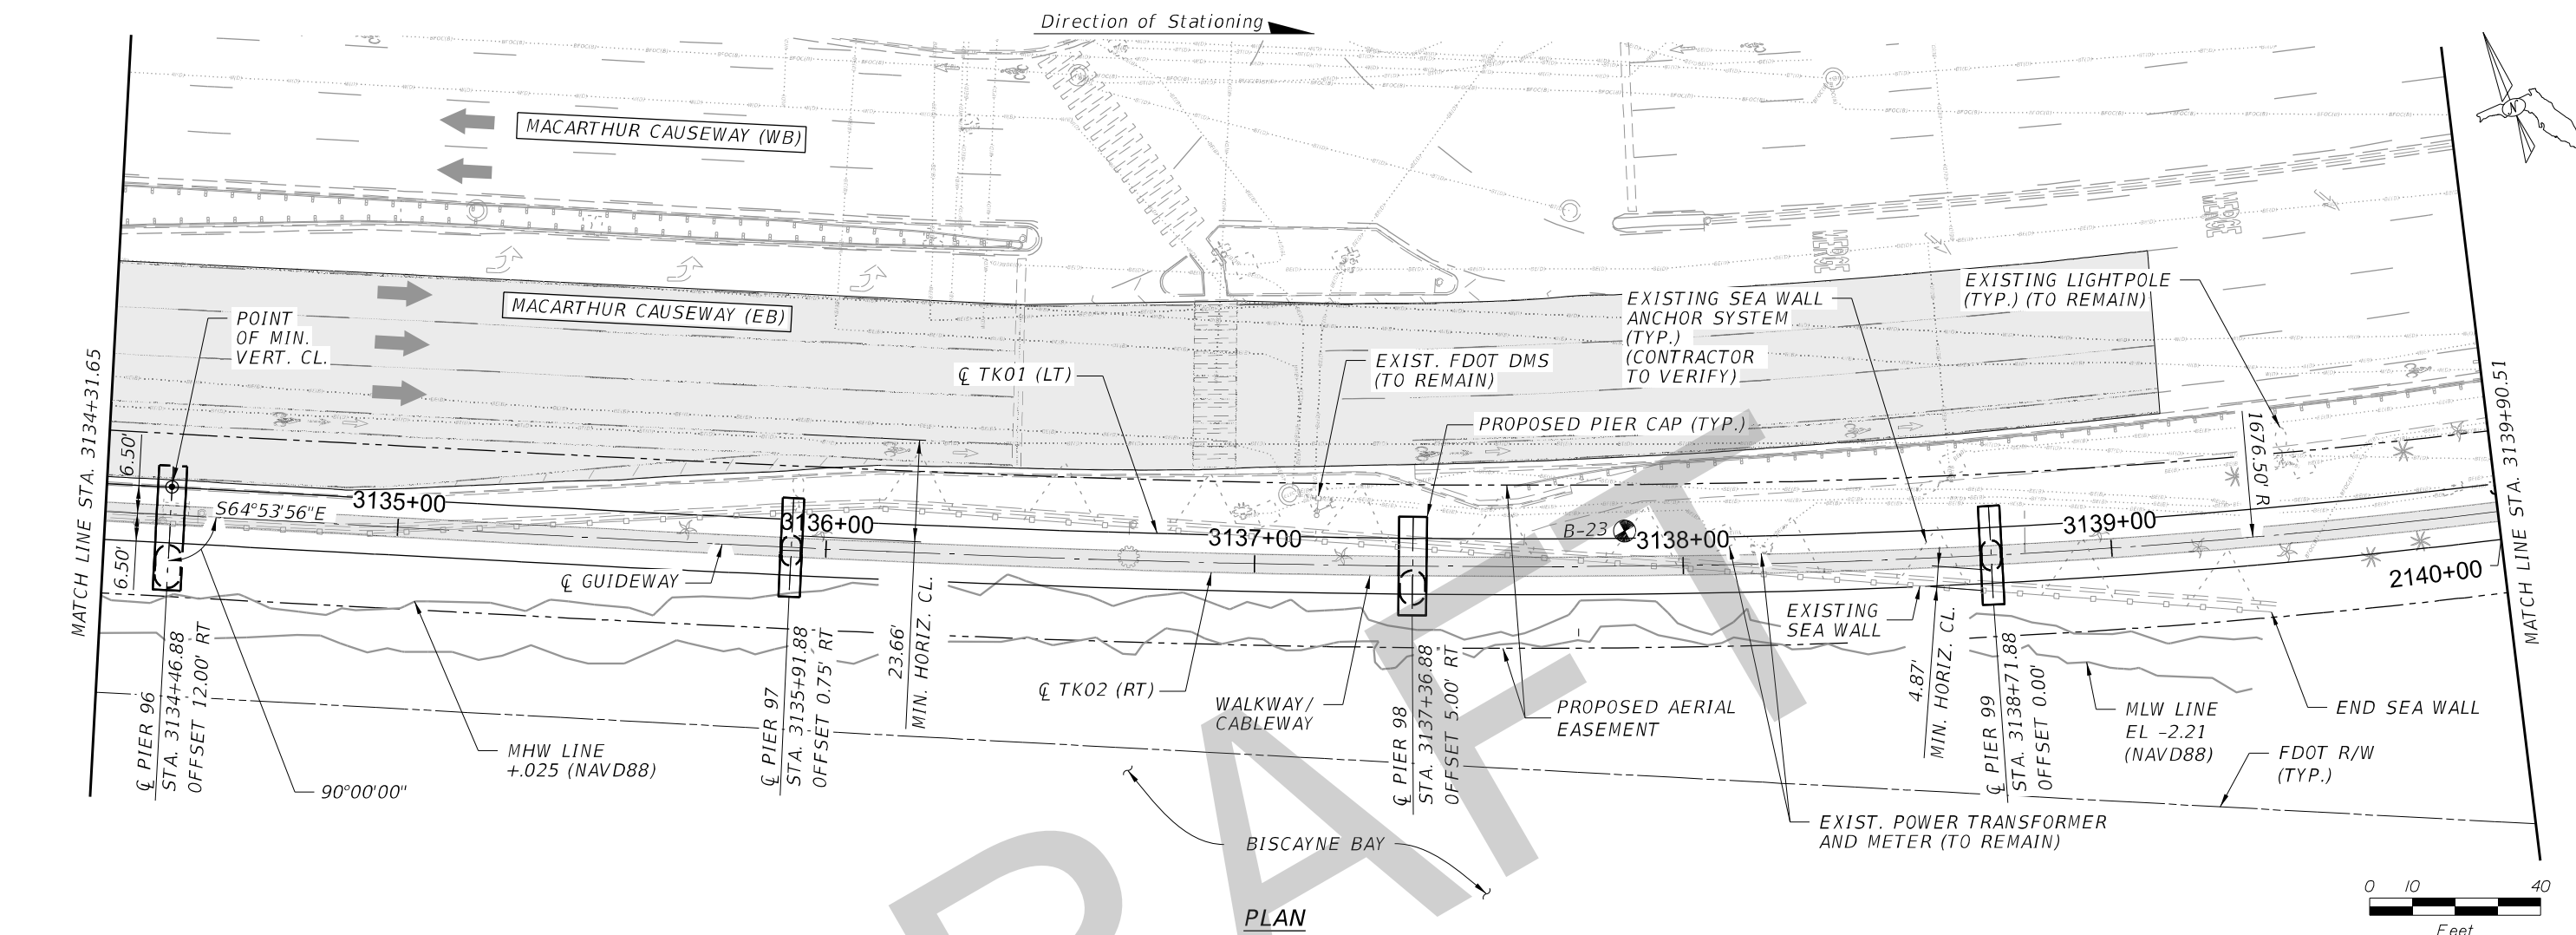 Direction of Stationing
MACARTHUR CAUSEWAY (WB)
MACARTHUR CAUSEWAY (EB)
N
MERGE
MERGE
POINT
OF MIN.
VERT. CL.
EXISTING SEA WALL
ANCHOR SYSTEM
(TYP.)
(CONTRACTOR
TO VERIFY)
EXISTING LIGHTPOLE
(TYP.) (TO REMAIN)
EXIST. FDOT DMS
(TO REMAIN)
℄ TK01 (LT)
PROPOSED PIER CAP (TYP.)
MATCH LINE STA. 3134+31.65
MATCH LINE STA. 3139+90.51
6.50'
6.50'
S64°53'56"E
3135+00
3136+00
3137+00
3138+00
3139+00
2140+00
B-23
1676.50' R
℄ GUIDEWAY
℄ TK02 (RT)
WALKWAY/
CABLEWAY
23.66'
MIN. HORIZ. CL.
4.87'
MIN. HORIZ. CL.
EXISTING
SEA WALL
℄ PIER 96
STA. 3134+46.88
OFFSET 12.00' RT
℄ PIER 97
STA. 3135+91.88
OFFSET 0.75' RT
℄ PIER 98
STA. 3137+36.88
OFFSET 5.00' RT
℄ PIER 99
STA. 3138+71.88
OFFSET 0.00'
MHW LINE
+.025 (NAVD88)
90°00'00"
PROPOSED AERIAL
EASEMENT
MLW LINE
EL -2.21
(NAVD88)
END SEA WALL
FDOT R/W
(TYP.)
EXIST. POWER TRANSFORMER
AND METER (TO REMAIN)
BISCAYNE BAY
DRAFT
PLAN
0 10 40
Feet